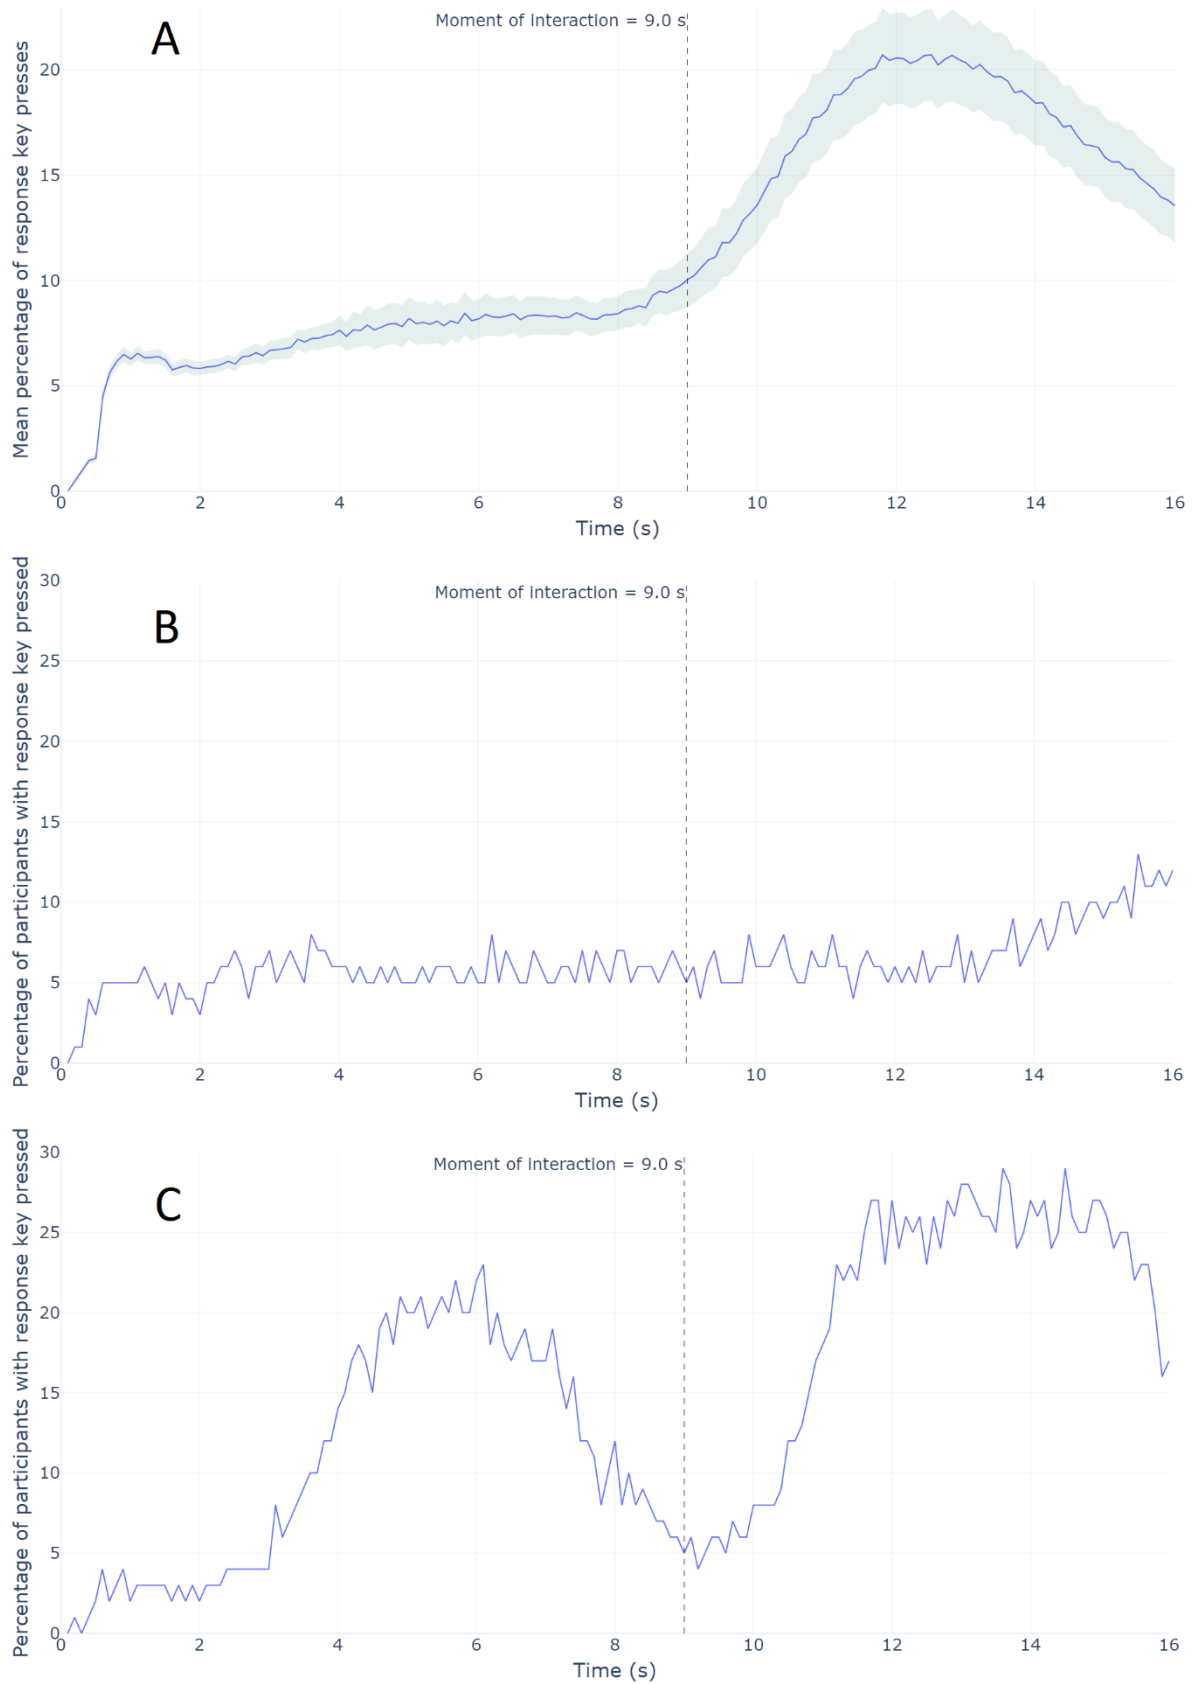 A
Moment of interaction = 9.0 s
Mean percentage of response key presses
20
15
10
5
0
0 2 4 6 8 10 12 14 16
Time (s)
B
Moment of interaction = 9.0 s
Percentage of participants with response key pressed
30
25
20
15
10
5
0
0 2 4 6 8 10 12 14 16
Time (s)
C
Moment of interaction = 9.0 s
Percentage of participants with response key pressed
30
25
20
15
10
5
0
0 2 4 6 8 10 12 14 16
Time (s)